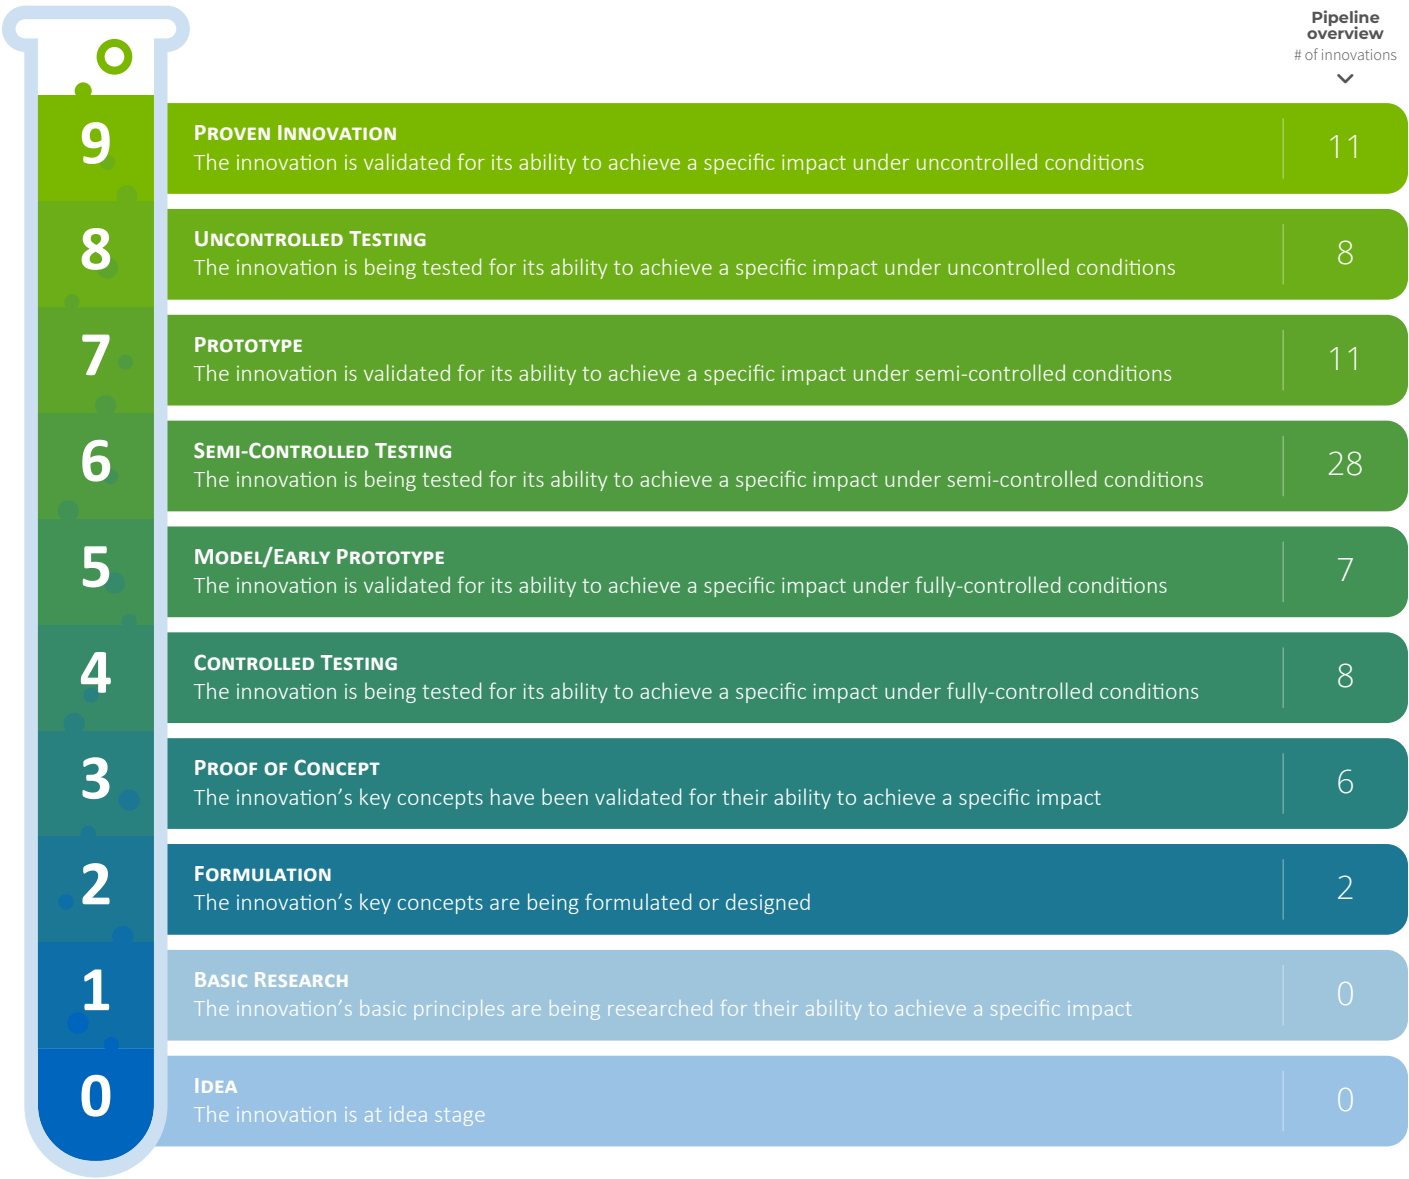 Pipeline
overview
# of innovations
9
PROVEN INNOVATION
The innovation is validated for its ability to achieve a specific impact under uncontrolled conditions
11
8
UNCONTROLLED TESTING
The innovation is being tested for its ability to achieve a specific impact under uncontrolled conditions
8
7
PROTOTYPE
The innovation is validated for its ability to achieve a specific impact under semi-controlled conditions
11
6
SEMI-CONTROLLED TESTING
The innovation is being tested for its ability to achieve a specific impact under semi-controlled conditions
28
5
MODEL/EARLY PROTOTYPE
The innovation is validated for its ability to achieve a specific impact under fully-controlled conditions
7
4
CONTROLLED TESTING
The innovation is being tested for its ability to achieve a specific impact under fully-controlled conditions
8
3
PROOF OF CONCEPT
The innovation’s key concepts have been validated for their ability to achieve a specific impact
6
2
FORMULATION
The innovation’s key concepts are being formulated or designed
2
1
BASIC RESEARCH
The innovation’s basic principles are being researched for their ability to achieve a specific impact
0
0
IDEA
The innovation is at idea stage
0